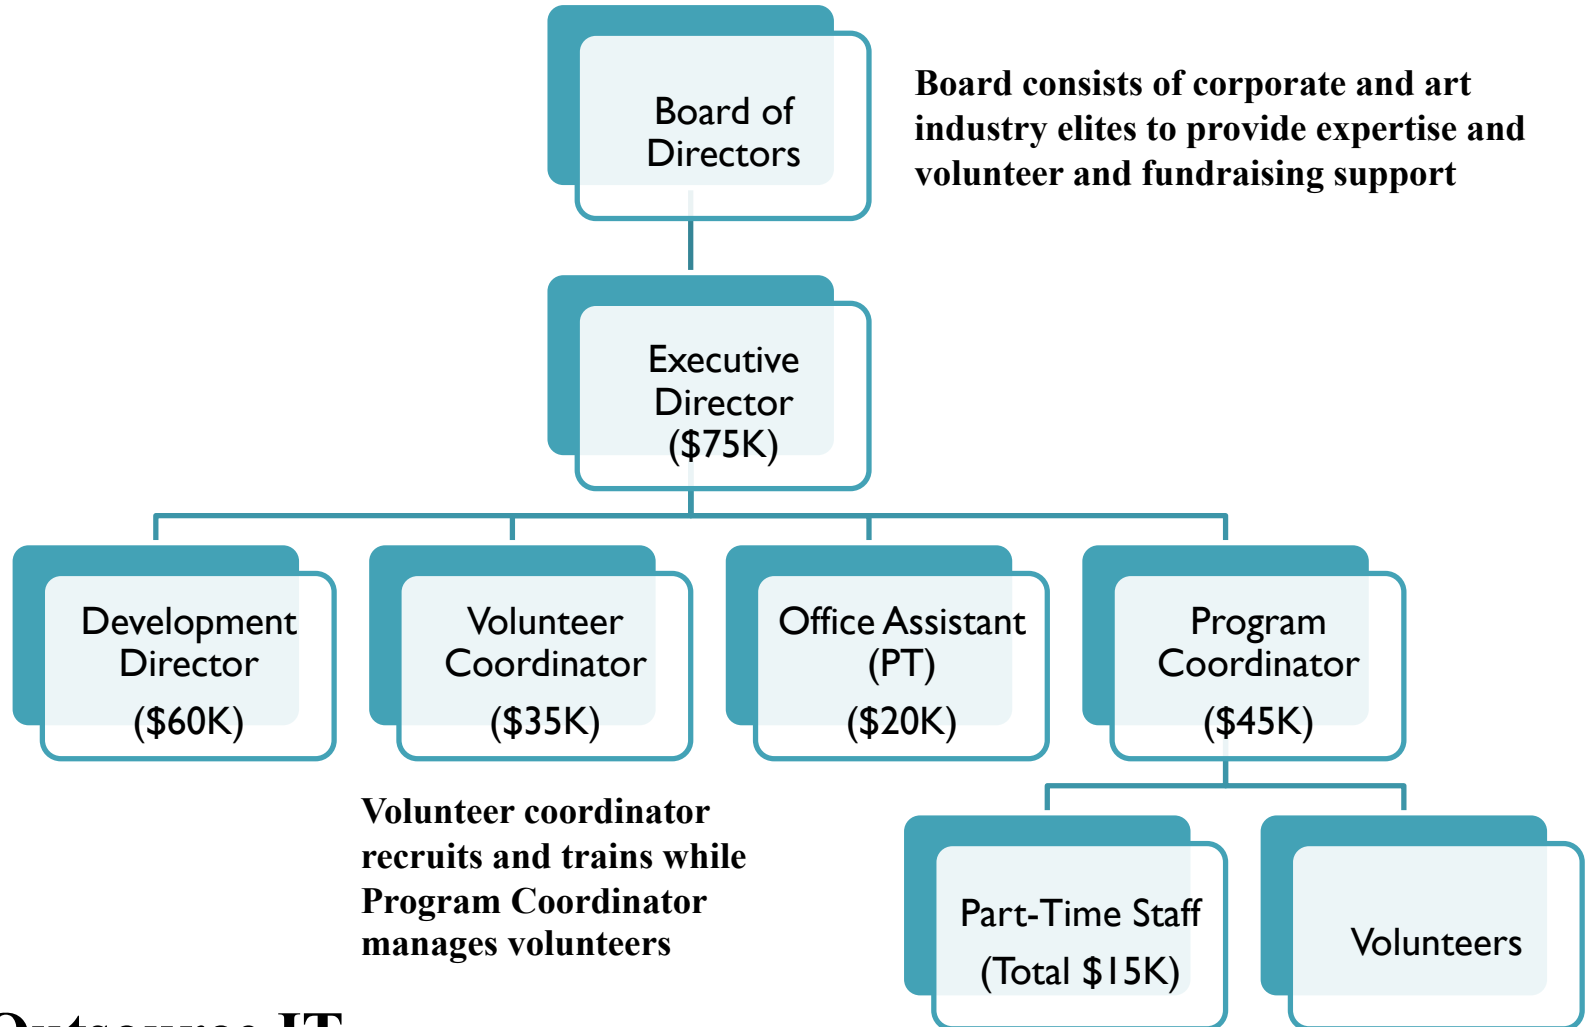 Board of
Directors
Board consists of corporate and art
industry elites to provide expertise and
volunteer and fundraising support
Executive
Director
($75K)
Development
Director
($60K)
Volunteer
Coordinator
($35K)
Office Assistant
(PT)
($20K)
Program
Coordinator
($45K)
Volunteer coordinator
recruits and trains while
Program Coordinator
manages volunteers
Part-Time Staff
(Total $15K)
Volunteers
Outsource IT